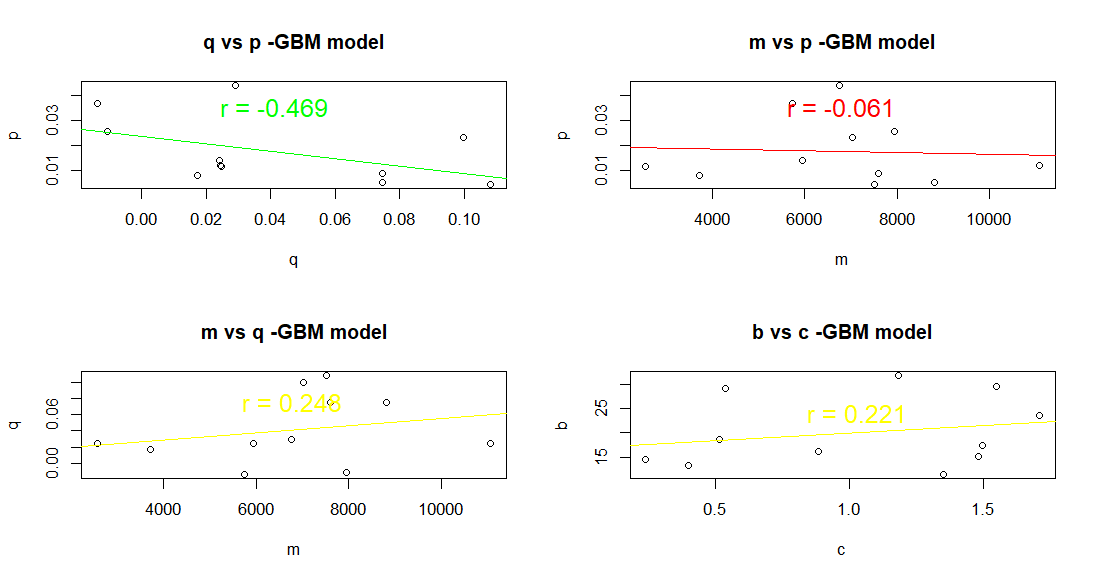 q vs p -GBM model
r = -0.469
p
0.01 0.03
0.00 0.02 0.04 0.06 0.08 0.10
q
m vs p -GBM model
r = -0.061
p
0.01 0.03
4000 6000 8000 10000
m
m vs q -GBM model
r = 0.248
q
0.00 0.06
4000 6000 8000 10000
m
b vs c -GBM model
r = 0.221
b
15 25
0.5 1.0 1.5
c